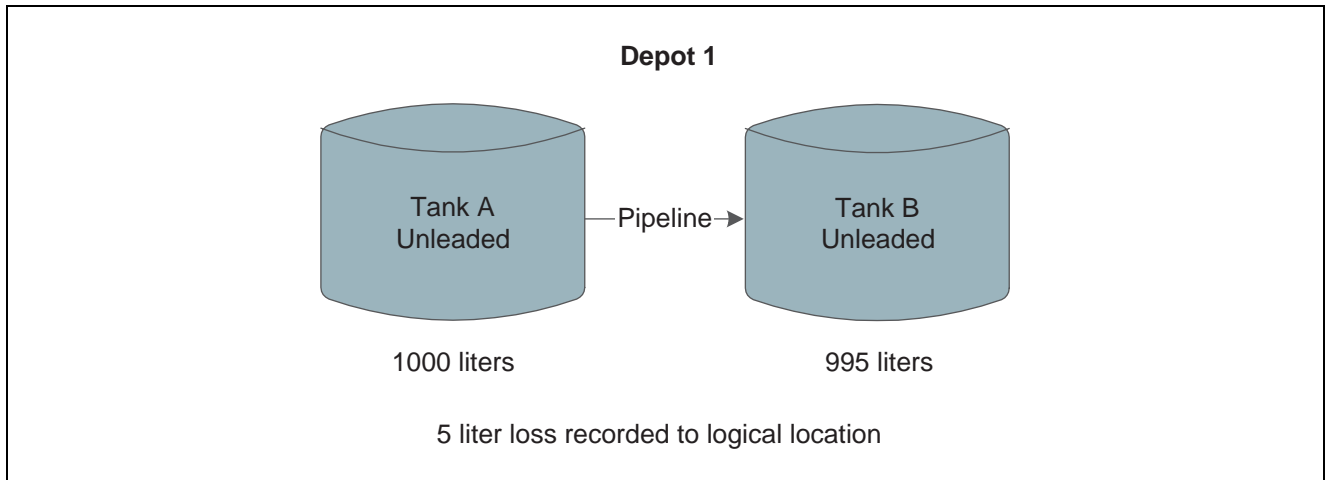 Depot 1
Tank A
Unleaded
Pipeline
Tank B
Unleaded
1000 liters
995 liters
5 liter loss recorded to logical location